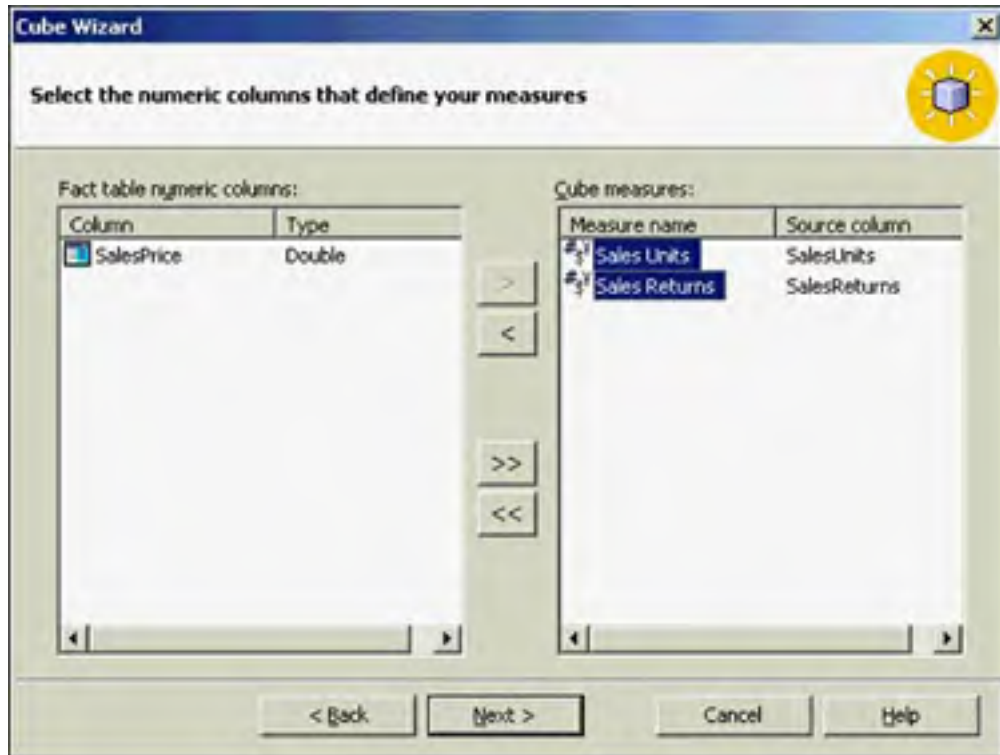 Cube Wizard
Select the numeric columns that define your measures
Fact table numeric columns:
Column Type
SalesPrice Double
>
<
>>
<<
Cube measures:
Measure name Source column
Sales Units SalesUnits
Sales Returns SalesReturns
< Back Next > Cancel Help